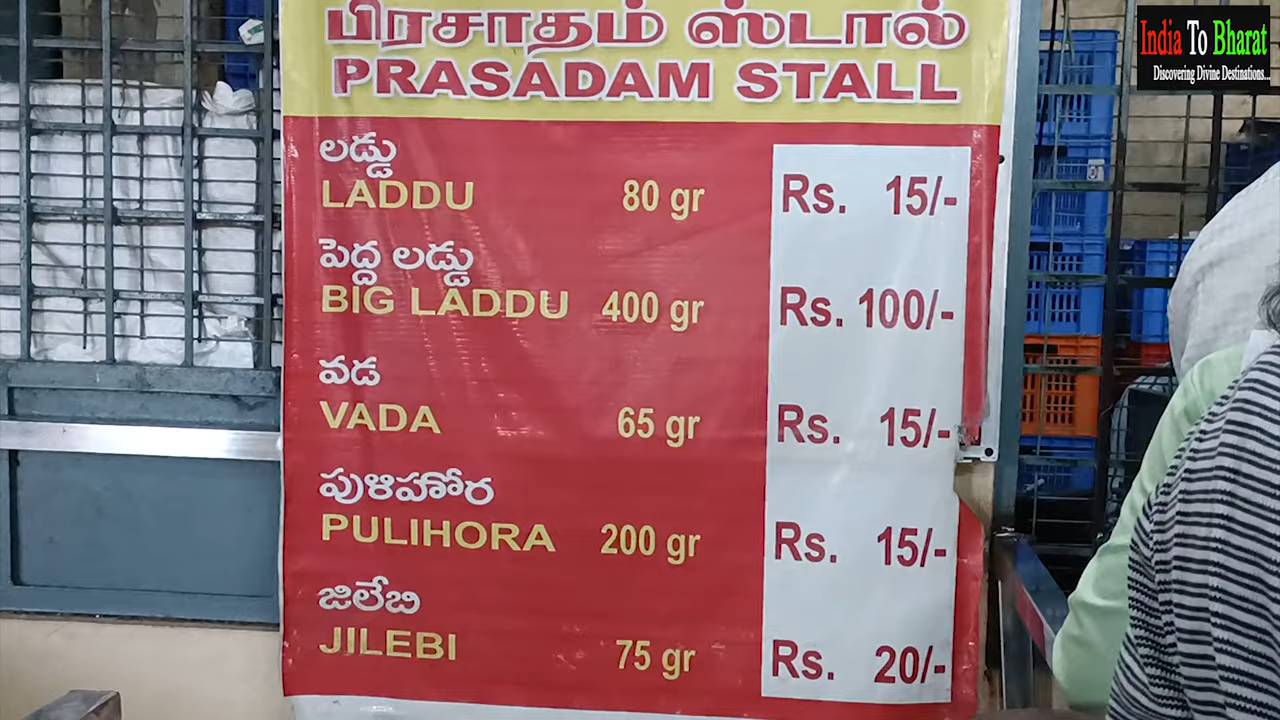 பிரசாதம் ஸ்டால்
PRASADAM STALL
India To Bharat
Discovering Divine Destinations...
లడ్డు
LADDU 80 gr Rs. 15/-
పెద్ద లడ్డు
BIG LADDU 400 gr Rs. 100/-
వడ
VADA 65 gr Rs. 15/-
పుళిహోర
PULIHORA 200 gr Rs. 15/-
జిలేబి
JILEBI 75 gr Rs. 20/-